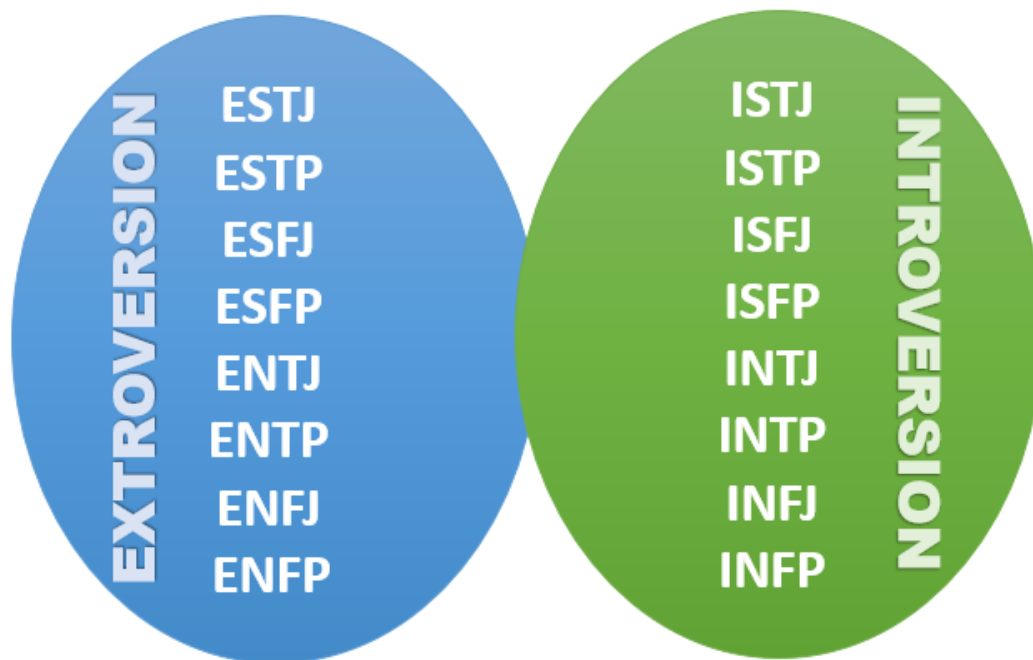 EXTROVERSION
ESTJ
ESTP
ESFJ
ESFP
ENTJ
ENTP
ENFJ
ENFP
ISTJ
ISTP
ISFJ
ISFP
INTJ
INTP
INFJ
INFP
INTROVERSION